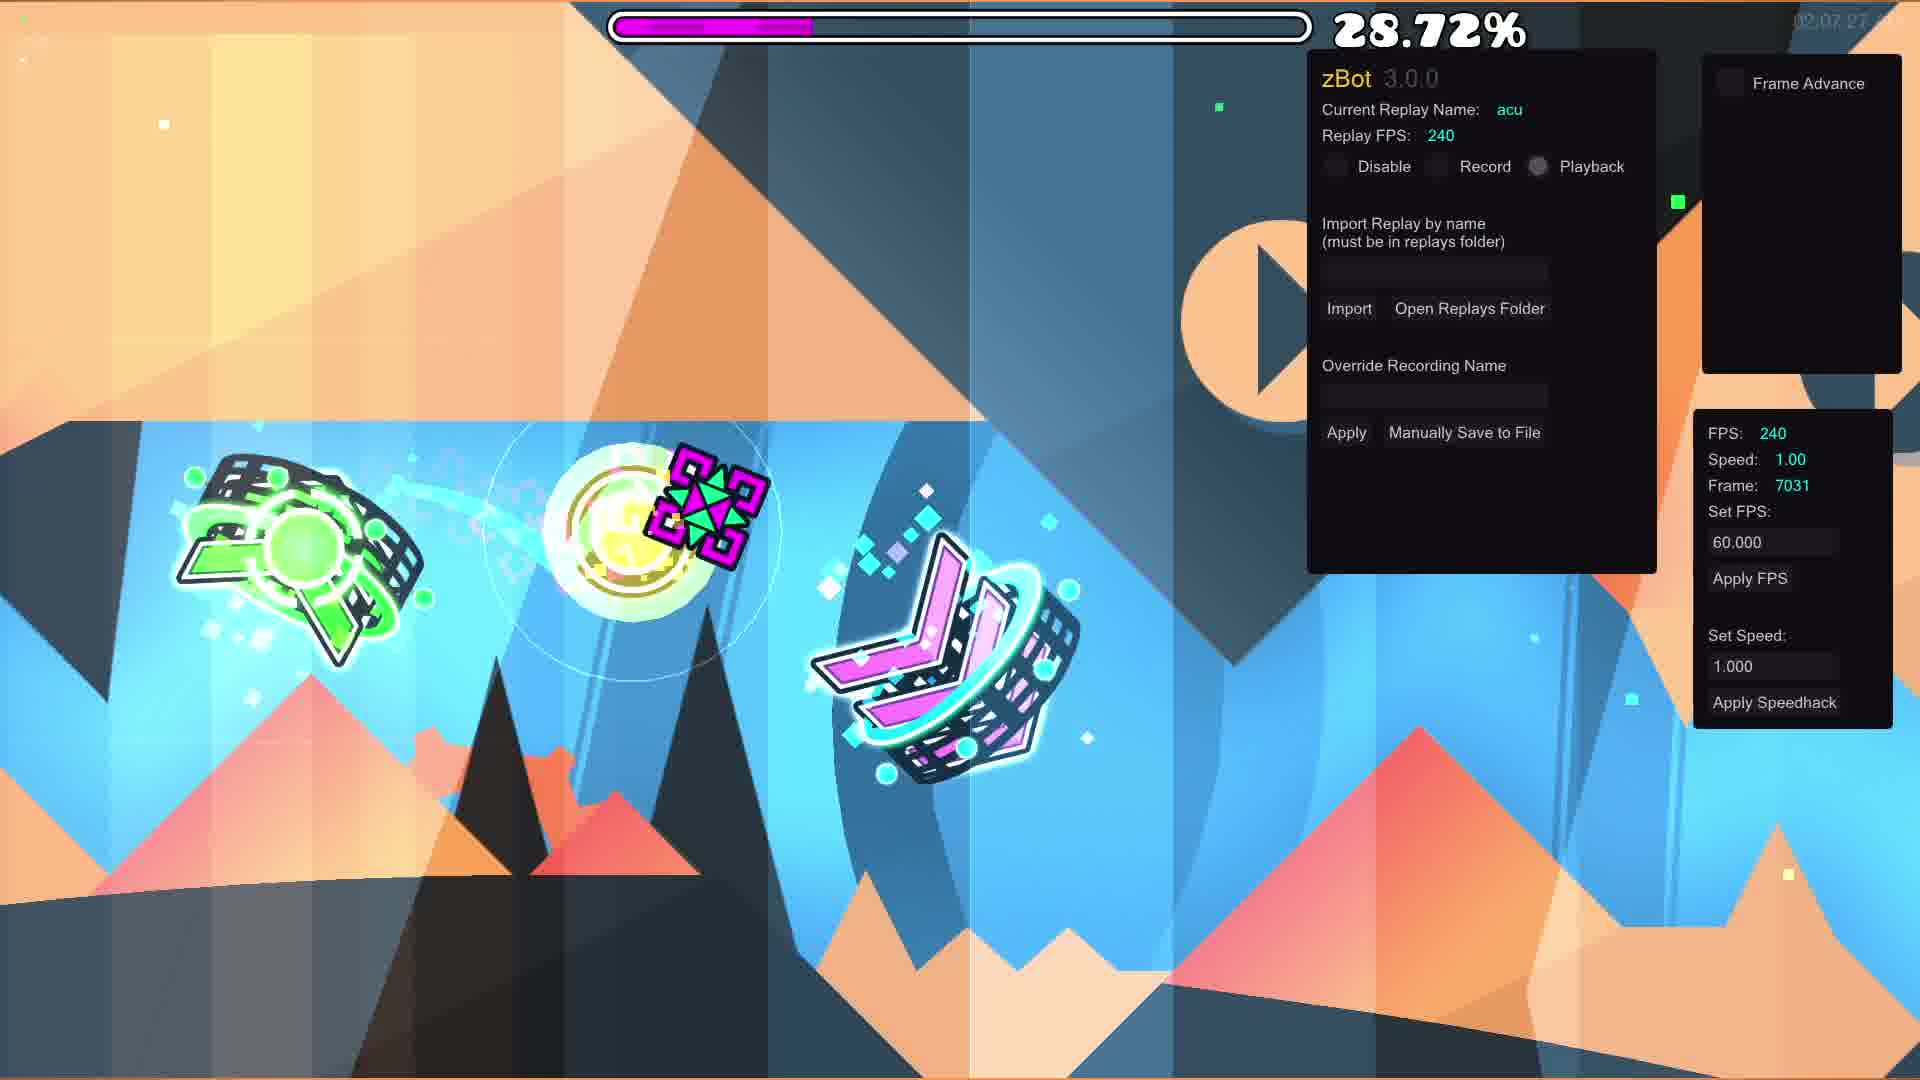 28.72%
zBot 3.0.0
Current Replay Name: acu
Replay FPS: 240
Disable Record Playback
Import Replay by name
(must be in replays folder)
Import Open Replays Folder
Override Recording Name
Apply Manually Save to File
Frame Advance
FPS: 240
Speed: 1.00
Frame: 7031
Set FPS:
60.000
Apply FPS
Set Speed:
1.000
Apply Speedhack